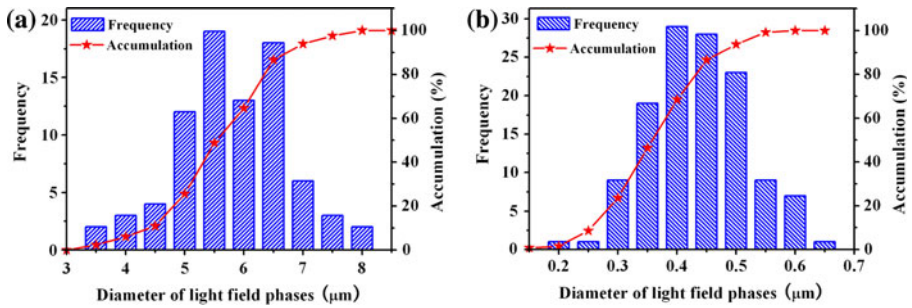 (a)
Frequency
Accumulation
20
15
10
5
0
Frequency
100
80
60
40
20
0
Accumulation (%)
3 4 5 6 7 8
Diameter of light field phases (μm)
(b)
Frequency
Accumulation
30
25
20
15
10
5
0
Frequency
100
80
60
40
20
0
Accumulation (%)
0.2 0.3 0.4 0.5 0.6 0.7
Diameter of light field phases (μm)